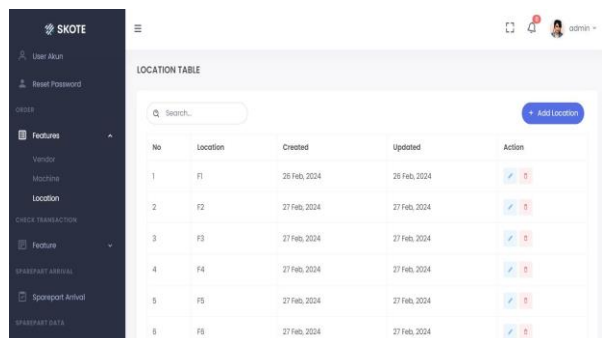 SKOTE
User Akun
Reset Password
ORDER
Features
Vendor
Machine
Location
CHECK TRANSACTION
Feature
SPAREPART ARRIVAL
Sparepart Arrival
SPAREPART DATA
admin
LOCATION TABLE
Search...
+ Add Location
No Location Created Updated Action
1 F1 26 Feb, 2024 26 Feb, 2024
2 F2 27 Feb, 2024 27 Feb, 2024
3 F3 27 Feb, 2024 27 Feb, 2024
4 F4 27 Feb, 2024 27 Feb, 2024
5 F5 27 Feb, 2024 27 Feb, 2024
6 F6 27 Feb, 2024 27 Feb, 2024